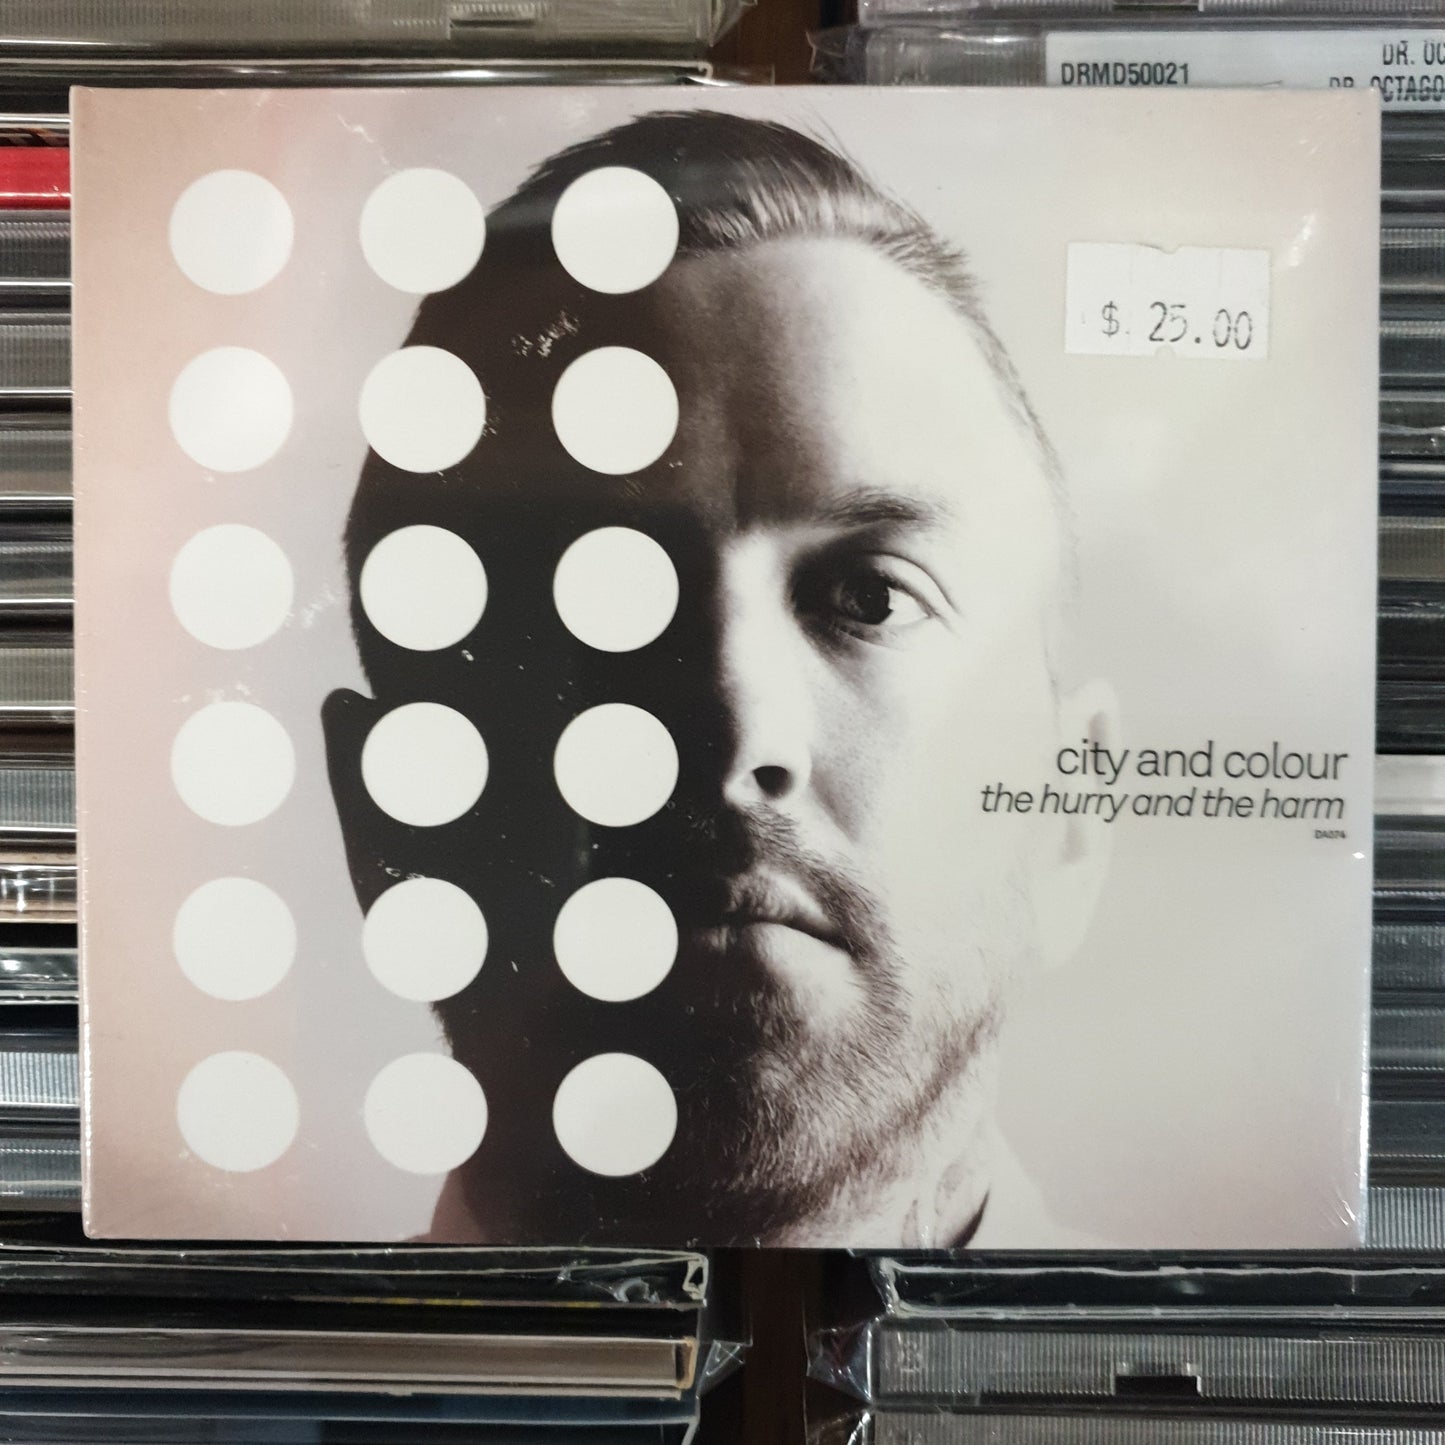 DR. OC
DRMD50021
DR. OCTAGO
$ 25.00
city and colour
the hurry and the harm
DA074